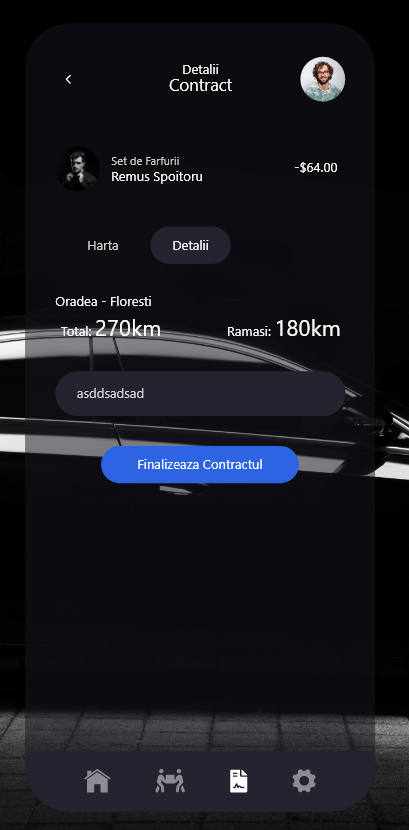 Detalii
Contract
Set de Farfurii
Remus Spoitoru
-$64.00
Harta
Detalii
Oradea - Floresti
Total: 270km
Ramasi: 180km
asddsadsad
Finalizeaza Contractul